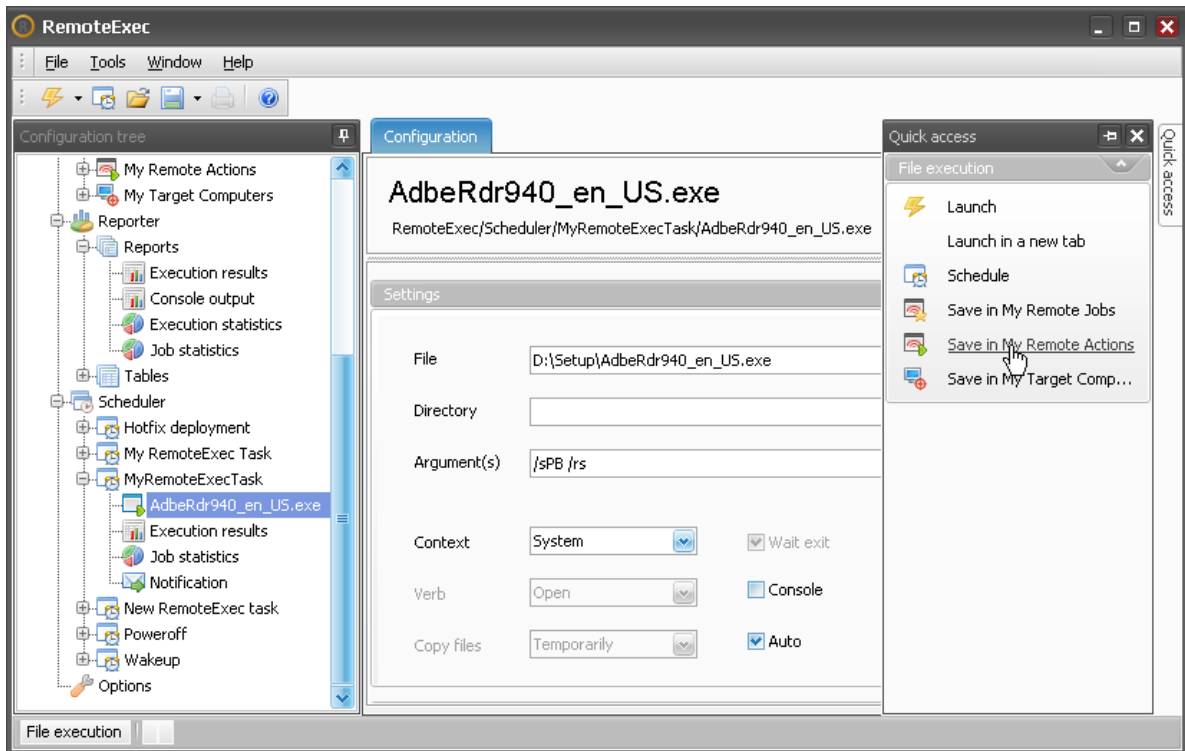 RemoteExec
File Tools Window Help
Configuration tree
My Remote Actions
My Target Computers
Reporter
Reports
Execution results
Console output
Execution statistics
Job statistics
Tables
Scheduler
Hotfix deployment
My RemoteExec Task
MyRemoteExecTask
AdbeRdr940_en_US.exe
Execution results
Job statistics
Notification
New RemoteExec task
Poweroff
Wakeup
Options
Configuration
AdbeRdr940_en_US.exe
RemoteExec/Scheduler/MyRemoteExecTask/AdbeRdr940_en_US.exe
Settings
File D:\Setup\AdbeRdr940_en_US.exe
Directory
Argument(s) /sPB /rs
Context System Wait exit
Verb Open Console
Copy files Temporarily Auto
Quick access
File execution
Launch
Launch in a new tab
Schedule
Save in My Remote Jobs
Save in My Remote Actions
Save in My Target Comp...
Quick access
File execution